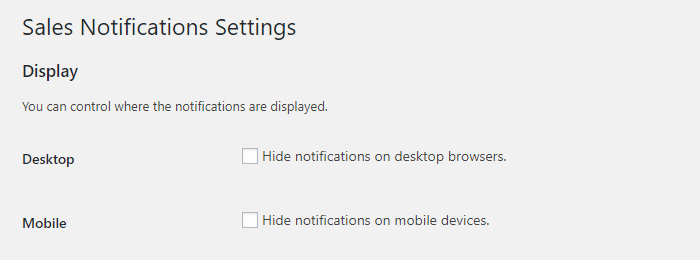 Sales Notifications Settings
Display
You can control where the notifications are displayed.
Desktop Hide notifications on desktop browsers.
Mobile Hide notifications on mobile devices.